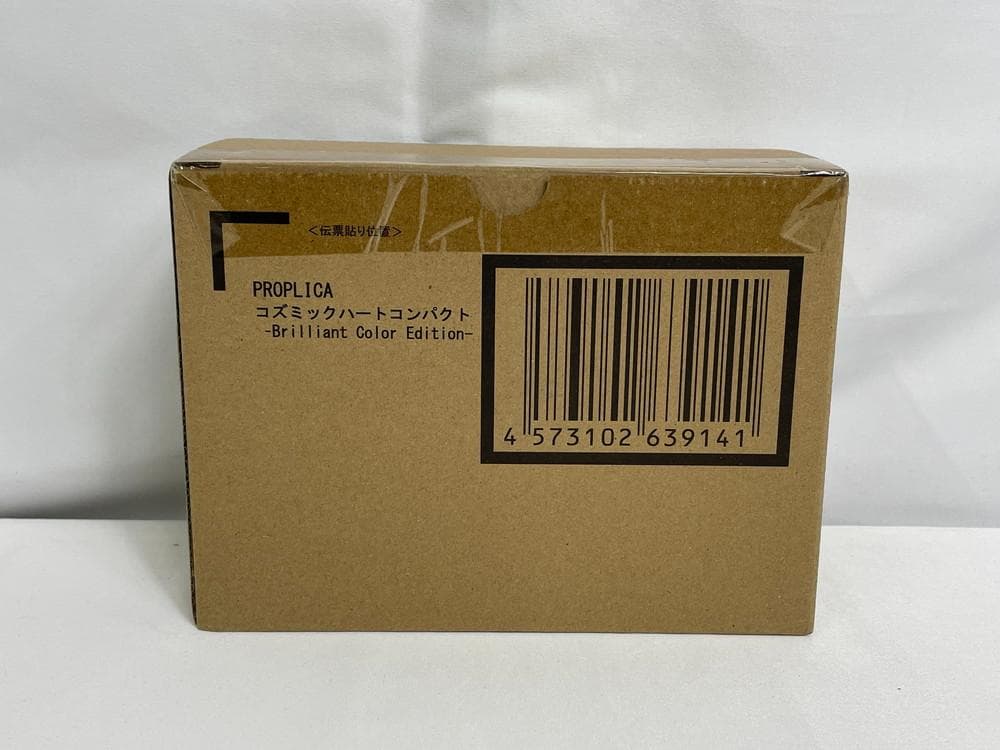 <伝票貼り位置>
PROPLICA
コズミックハートコンパクト
-Brilliant Color Edition-
4 573102 639141